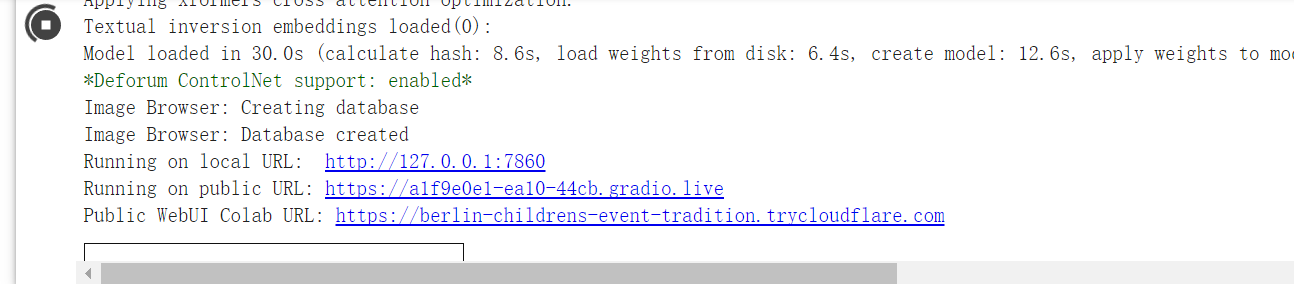 Applying xformers cross attention optimization.
Textual inversion embeddings loaded(0):
Model loaded in 30.0s (calculate hash: 8.6s, load weights from disk: 6.4s, create model: 12.6s, apply weights to
*Deforum ControlNet support: enabled*
Image Browser: Creating database
Image Browser: Database created
Running on local URL:  http://127.0.0.1:7860
Running on public URL: https://a1f9e0e1-ea10-44cb.gradio.live
Public WebUI Colab URL: https://berlin-childrens-event-tradition.trycloudflare.com